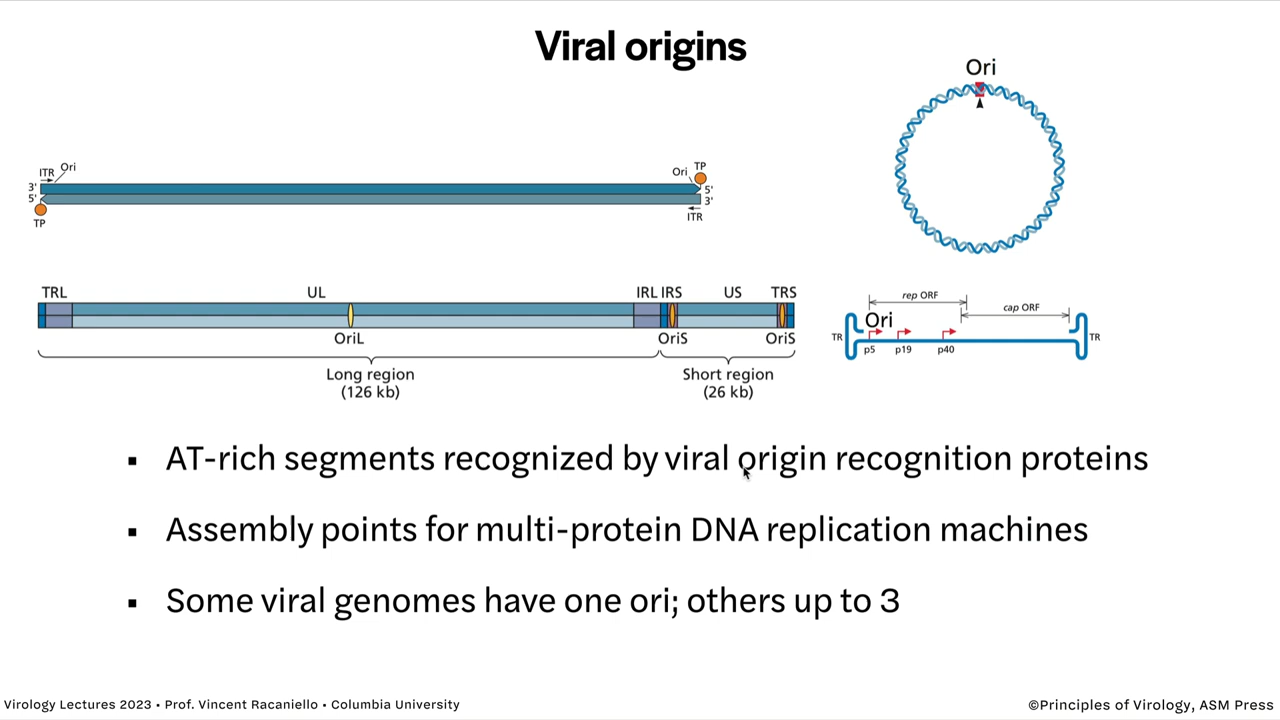 Viral origins
Ori
ITR
Ori
Ori
TP
3'
5'
5'
3'
TP
ITR
TRL
UL
IRL IRS
US
TRS
OriL
OriS
OriS
Long region
(126 kb)
Short region
(26 kb)
rep ORF
cap ORF
Ori
TR
TR
p5
p19
p40
▪ AT-rich segments recognized by viral origin recognition proteins
▪ Assembly points for multi-protein DNA replication machines
▪ Some viral genomes have one ori; others up to 3
Virology Lectures 2023 • Prof. Vincent Racaniello • Columbia University
©Principles of Virology, ASM Press